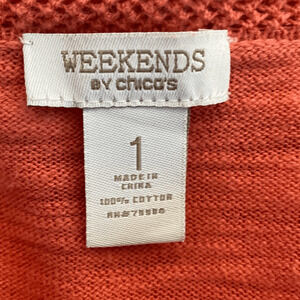 WEEKENDS
BY CHICO'S
1
MADE IN
CHINA
100% COTTON